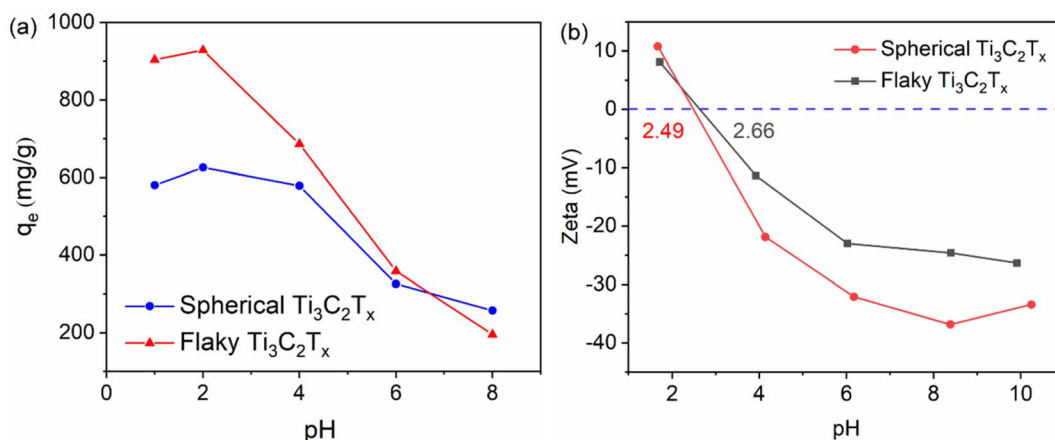 (a)
1000
800
600
400
200
q_e (mg/g)
Spherical Ti₃C₂Tₓ
Flaky Ti₃C₂Tₓ
0 2 4 6 8
pH
(b)
10
0
-10
-20
-30
-40
Zeta (mV)
Spherical Ti₃C₂Tₓ
Flaky Ti₃C₂Tₓ
2.49 2.66
2 4 6 8 10
pH